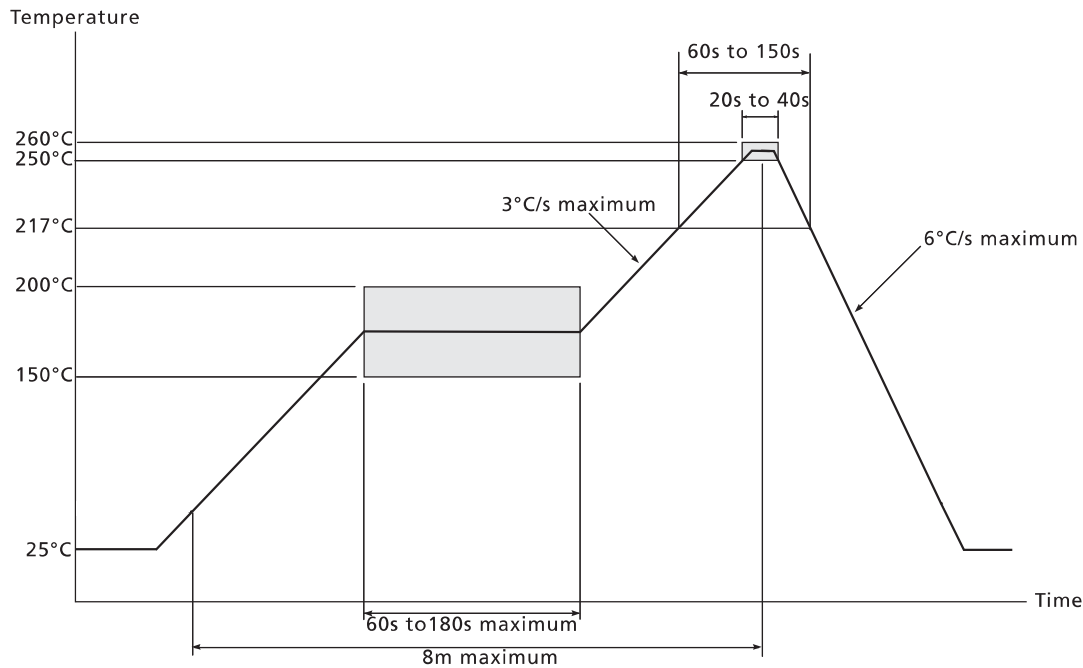 Temperature
60s to 150s
20s to 40s
260°C
250°C
3°C/s maximum
217°C
6°C/s maximum
200°C
150°C
25°C
Time
60s to180s maximum
8m maximum